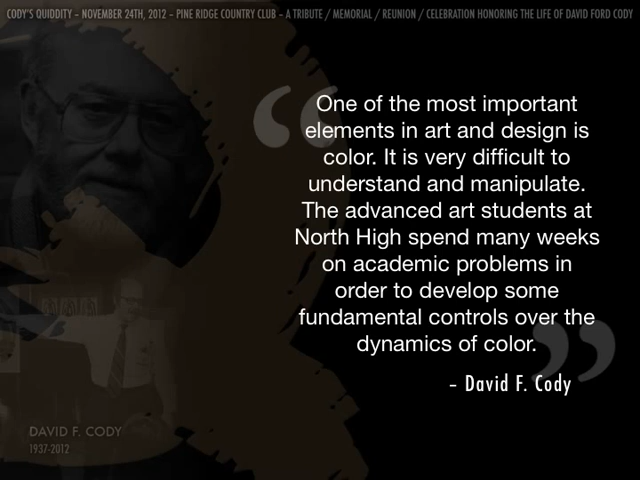 CODY'S QUIDDITY – NOVEMBER 24TH, 2012 – PINE RIDGE COUNTRY CLUB – A TRIBUTE / MEMORIAL / REUNION / CELEBRATION HONORING THE LIFE OF DAVID FORD CODY
“
One of the most important
elements in art and design is
color. It is very difficult to
understand and manipulate.
The advanced art students at
North High spend many weeks
on academic problems in
order to develop some
fundamental controls over the
dynamics of color.
”
– David F. Cody
DAVID F. CODY
1937-2012